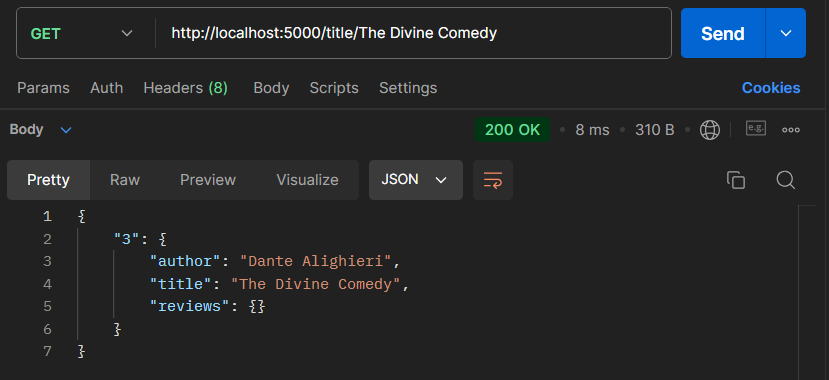 GET http://localhost:5000/title/The Divine Comedy Send
Params Auth Headers (8) Body Scripts Settings Cookies
Body 200 OK • 8 ms • 310 B • e.g.
Pretty Raw Preview Visualize JSON
1 {
2 "3": {
3 "author": "Dante Alighieri",
4 "title": "The Divine Comedy",
5 "reviews": {}
6 }
7 }